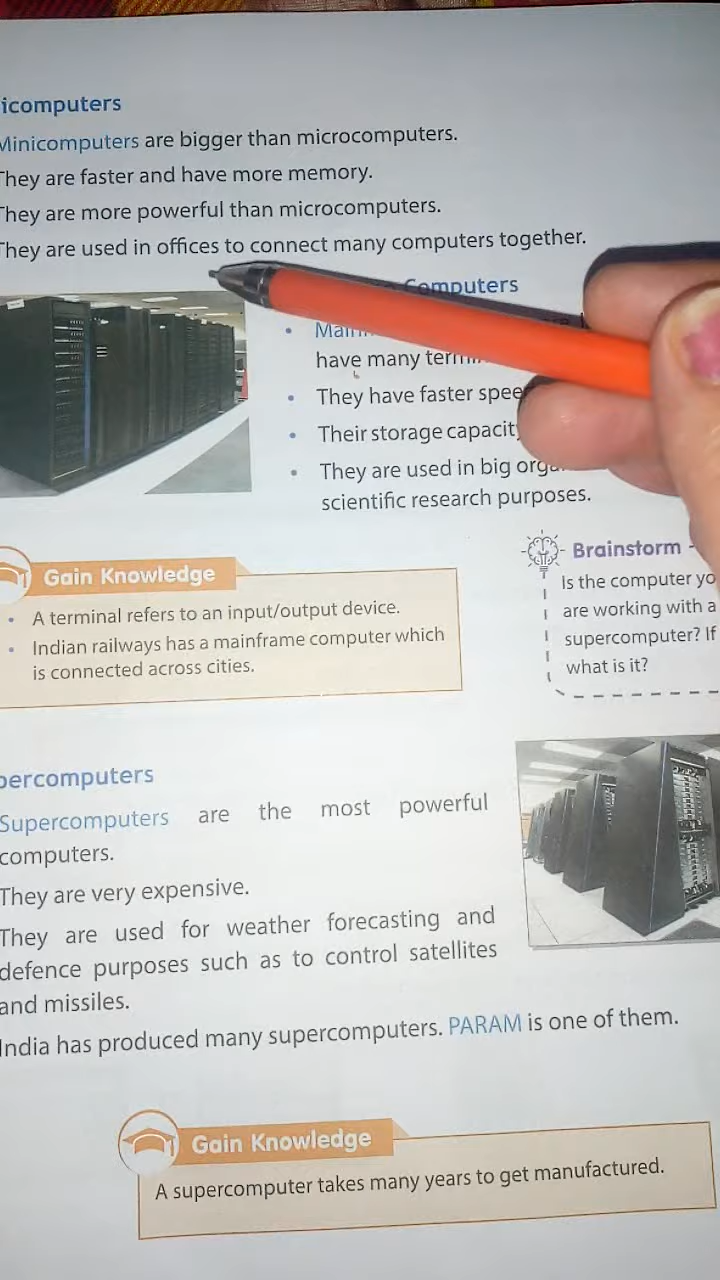 icomputers
Minicomputers are bigger than microcomputers.
They are faster and have more memory.
They are more powerful than microcomputers.
They are used in offices to connect many computers together.
Computers
have many
They have faster
Their storage
They are used in big
scientific research purposes.
Gain Knowledge
A terminal refers to an input/output device.
Indian railways has a mainframe computer which
is connected across cities.
Brainstorm
Is the computer yo
are working with a
supercomputer? If
what is it?
percomputers
Supercomputers are the most powerful
computers.
They are very expensive.
They are used for weather forecasting and
defence purposes such as to control satellites
and missiles.
India has produced many supercomputers. PARAM is one of them.
Gain Knowledge
A supercomputer takes many years to get manufactured.